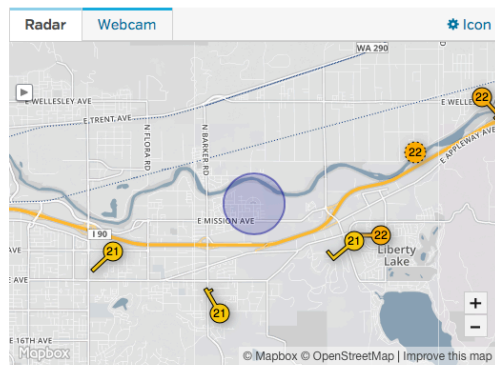 Radar
Webcam
Icon
WA 290
E WELLESLEY AVE
E WELLE
22
E TRENT AVE
N FLORA RD
N BARKER RD
22
E APPLEWAY AVE
E MISSION AVE
I 90
21
21
22
Liberty
Lake
AVE
21
+
−
E 16TH AVE
Mapbox
© Mapbox © OpenStreetMap | Improve this map